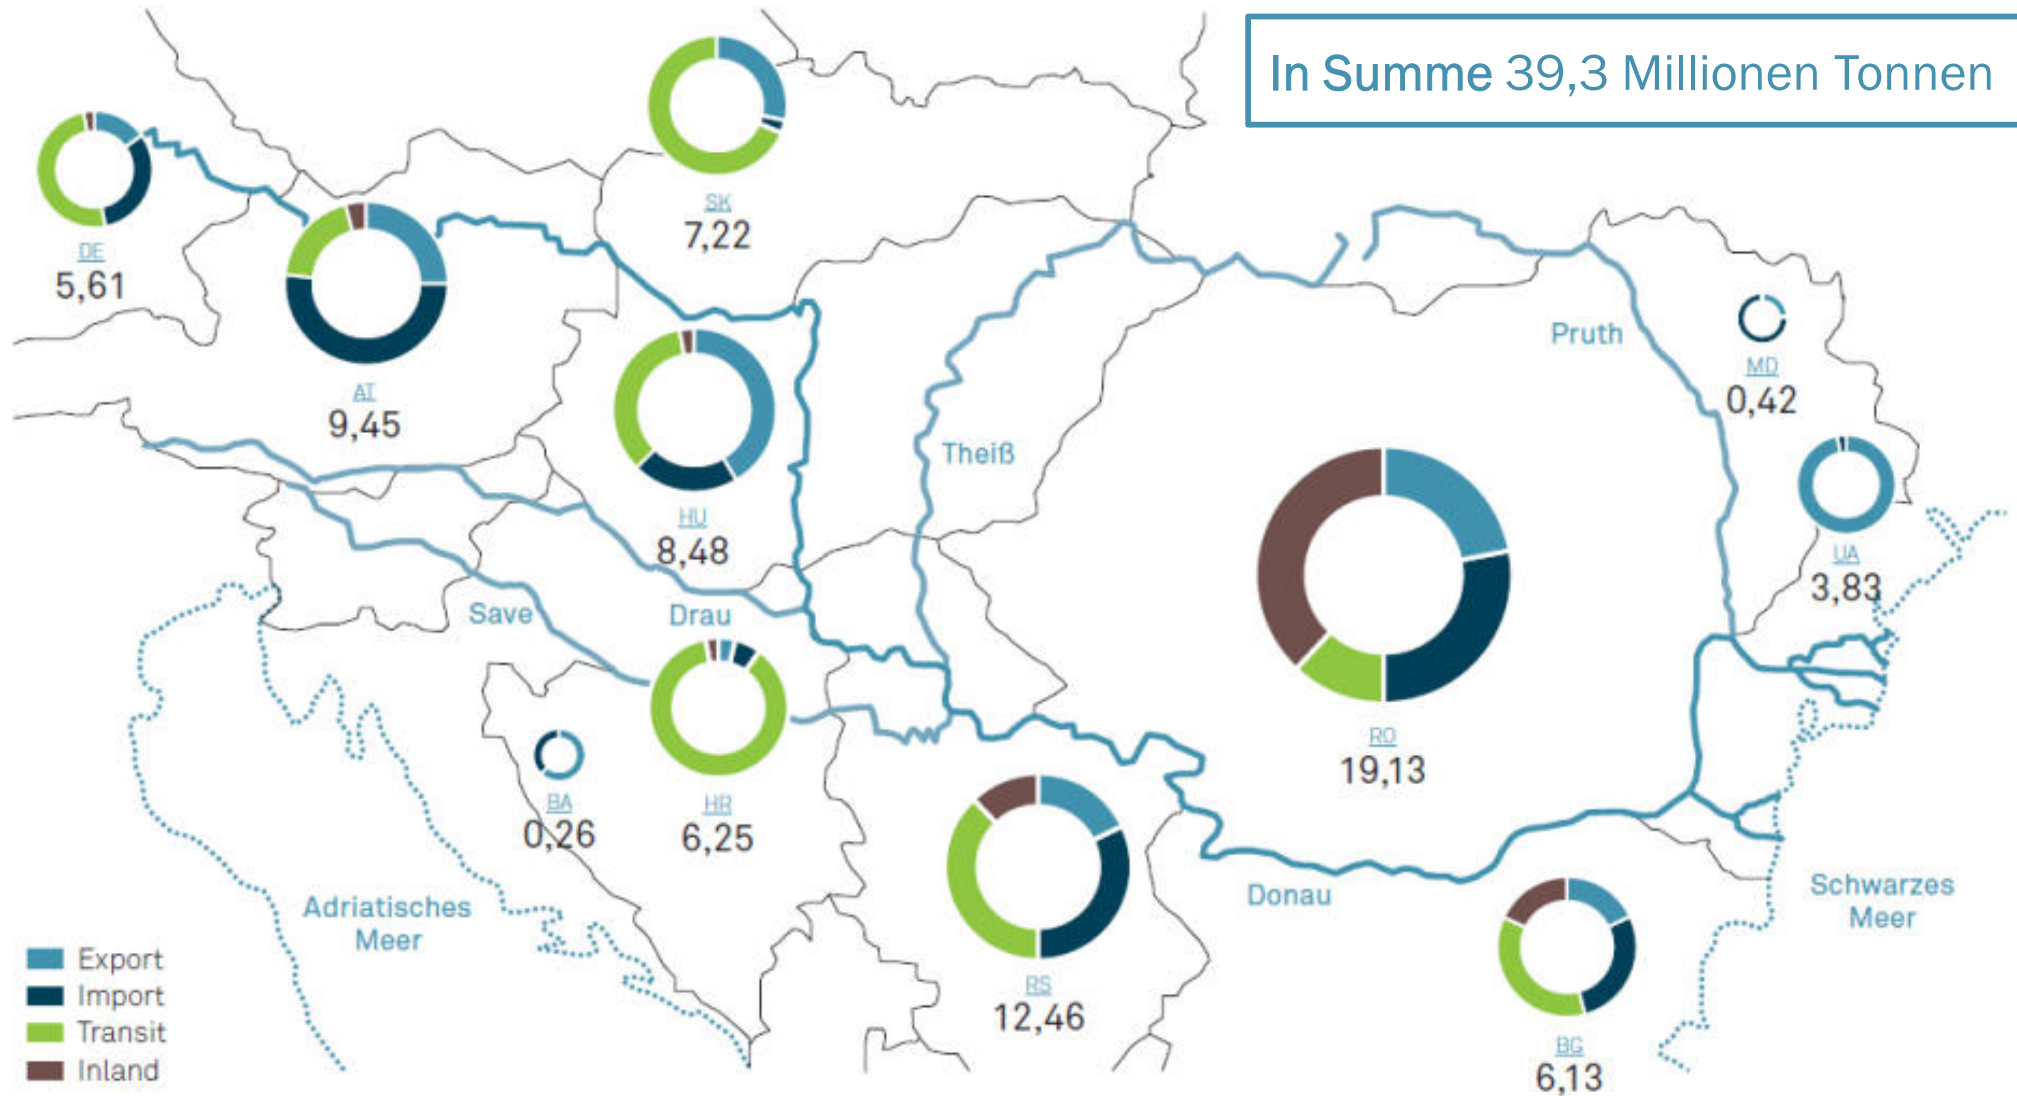 In Summe 39,3 Millionen Tonnen
DE
5,61
SK
7,22
AT
9,45
HU
8,48
Theiß
Pruth
MD
0,42
UA
3,83
Save
Drau
BA
0,26
HR
6,25
RO
19,13
RS
12,46
Donau
BG
6,13
Schwarzes
Meer
Adriatisches
Meer
Export
Import
Transit
Inland